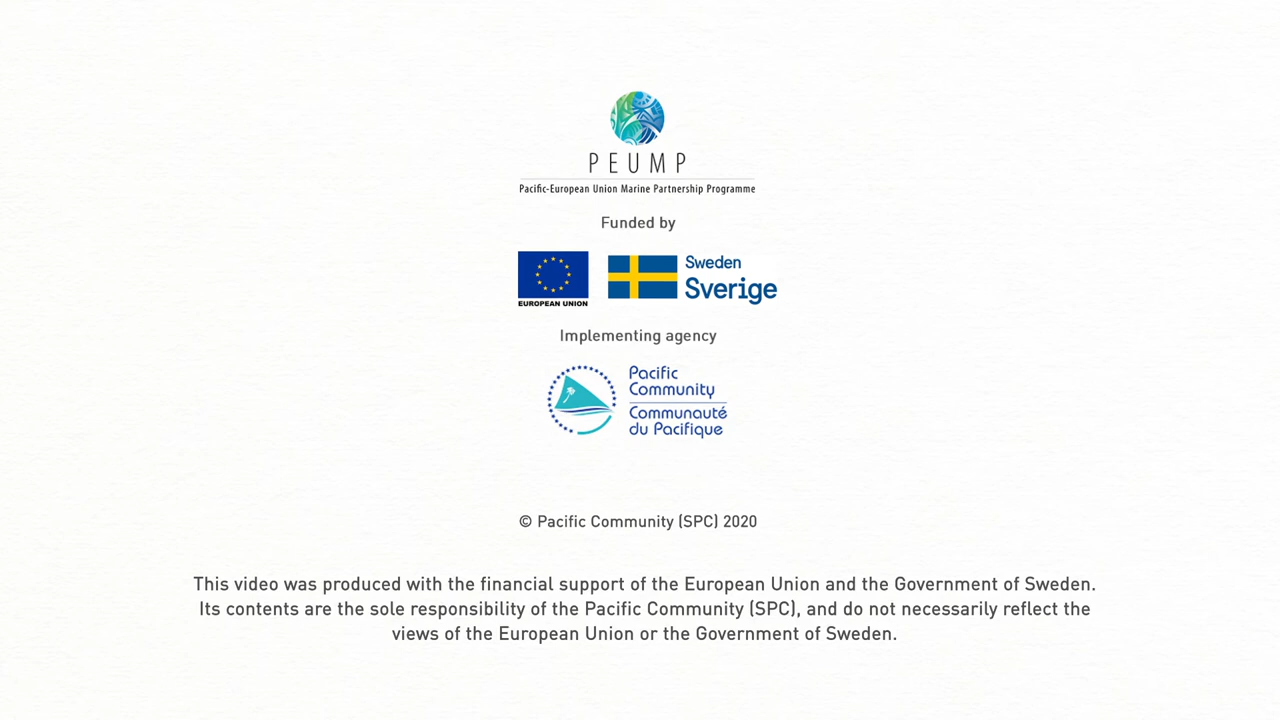 PEUMP
Pacific-European Union Marine Partnership Programme
Funded by
EUROPEAN UNION
Sweden
Sverige
Implementing agency
Pacific
Community
Communauté
du Pacifique
© Pacific Community (SPC) 2020
This video was produced with the financial support of the European Union and the Government of Sweden.
Its contents are the sole responsibility of the Pacific Community (SPC), and do not necessarily reflect the
views of the European Union or the Government of Sweden.